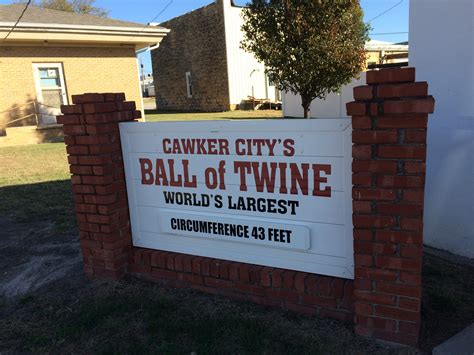 CAWKER CITY'S
BALL of TWINE
WORLD'S LARGEST
CIRCUMFERENCE 43 FEET